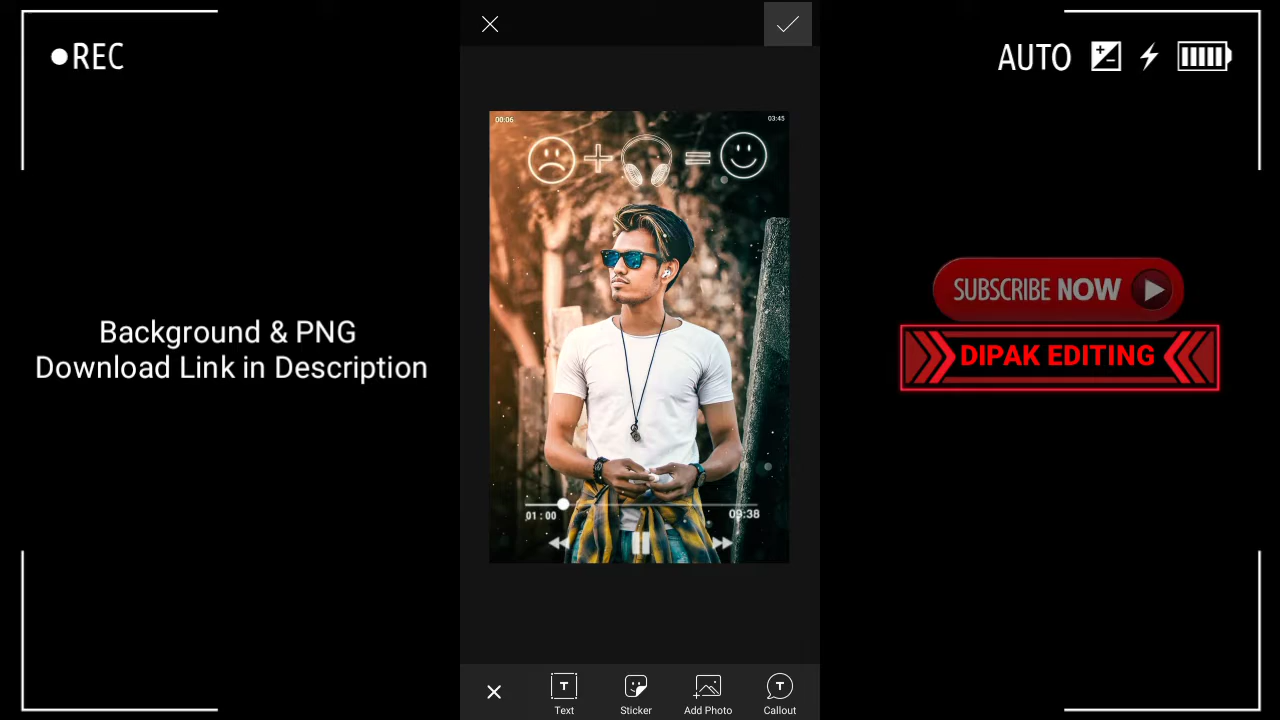 REC
AUTO
00:06
03:45
Background & PNG
Download Link in Description
SUBSCRIBE NOW
DIPAK EDITING
01 : 00
09:38
Text
Sticker
Add Photo
Callout